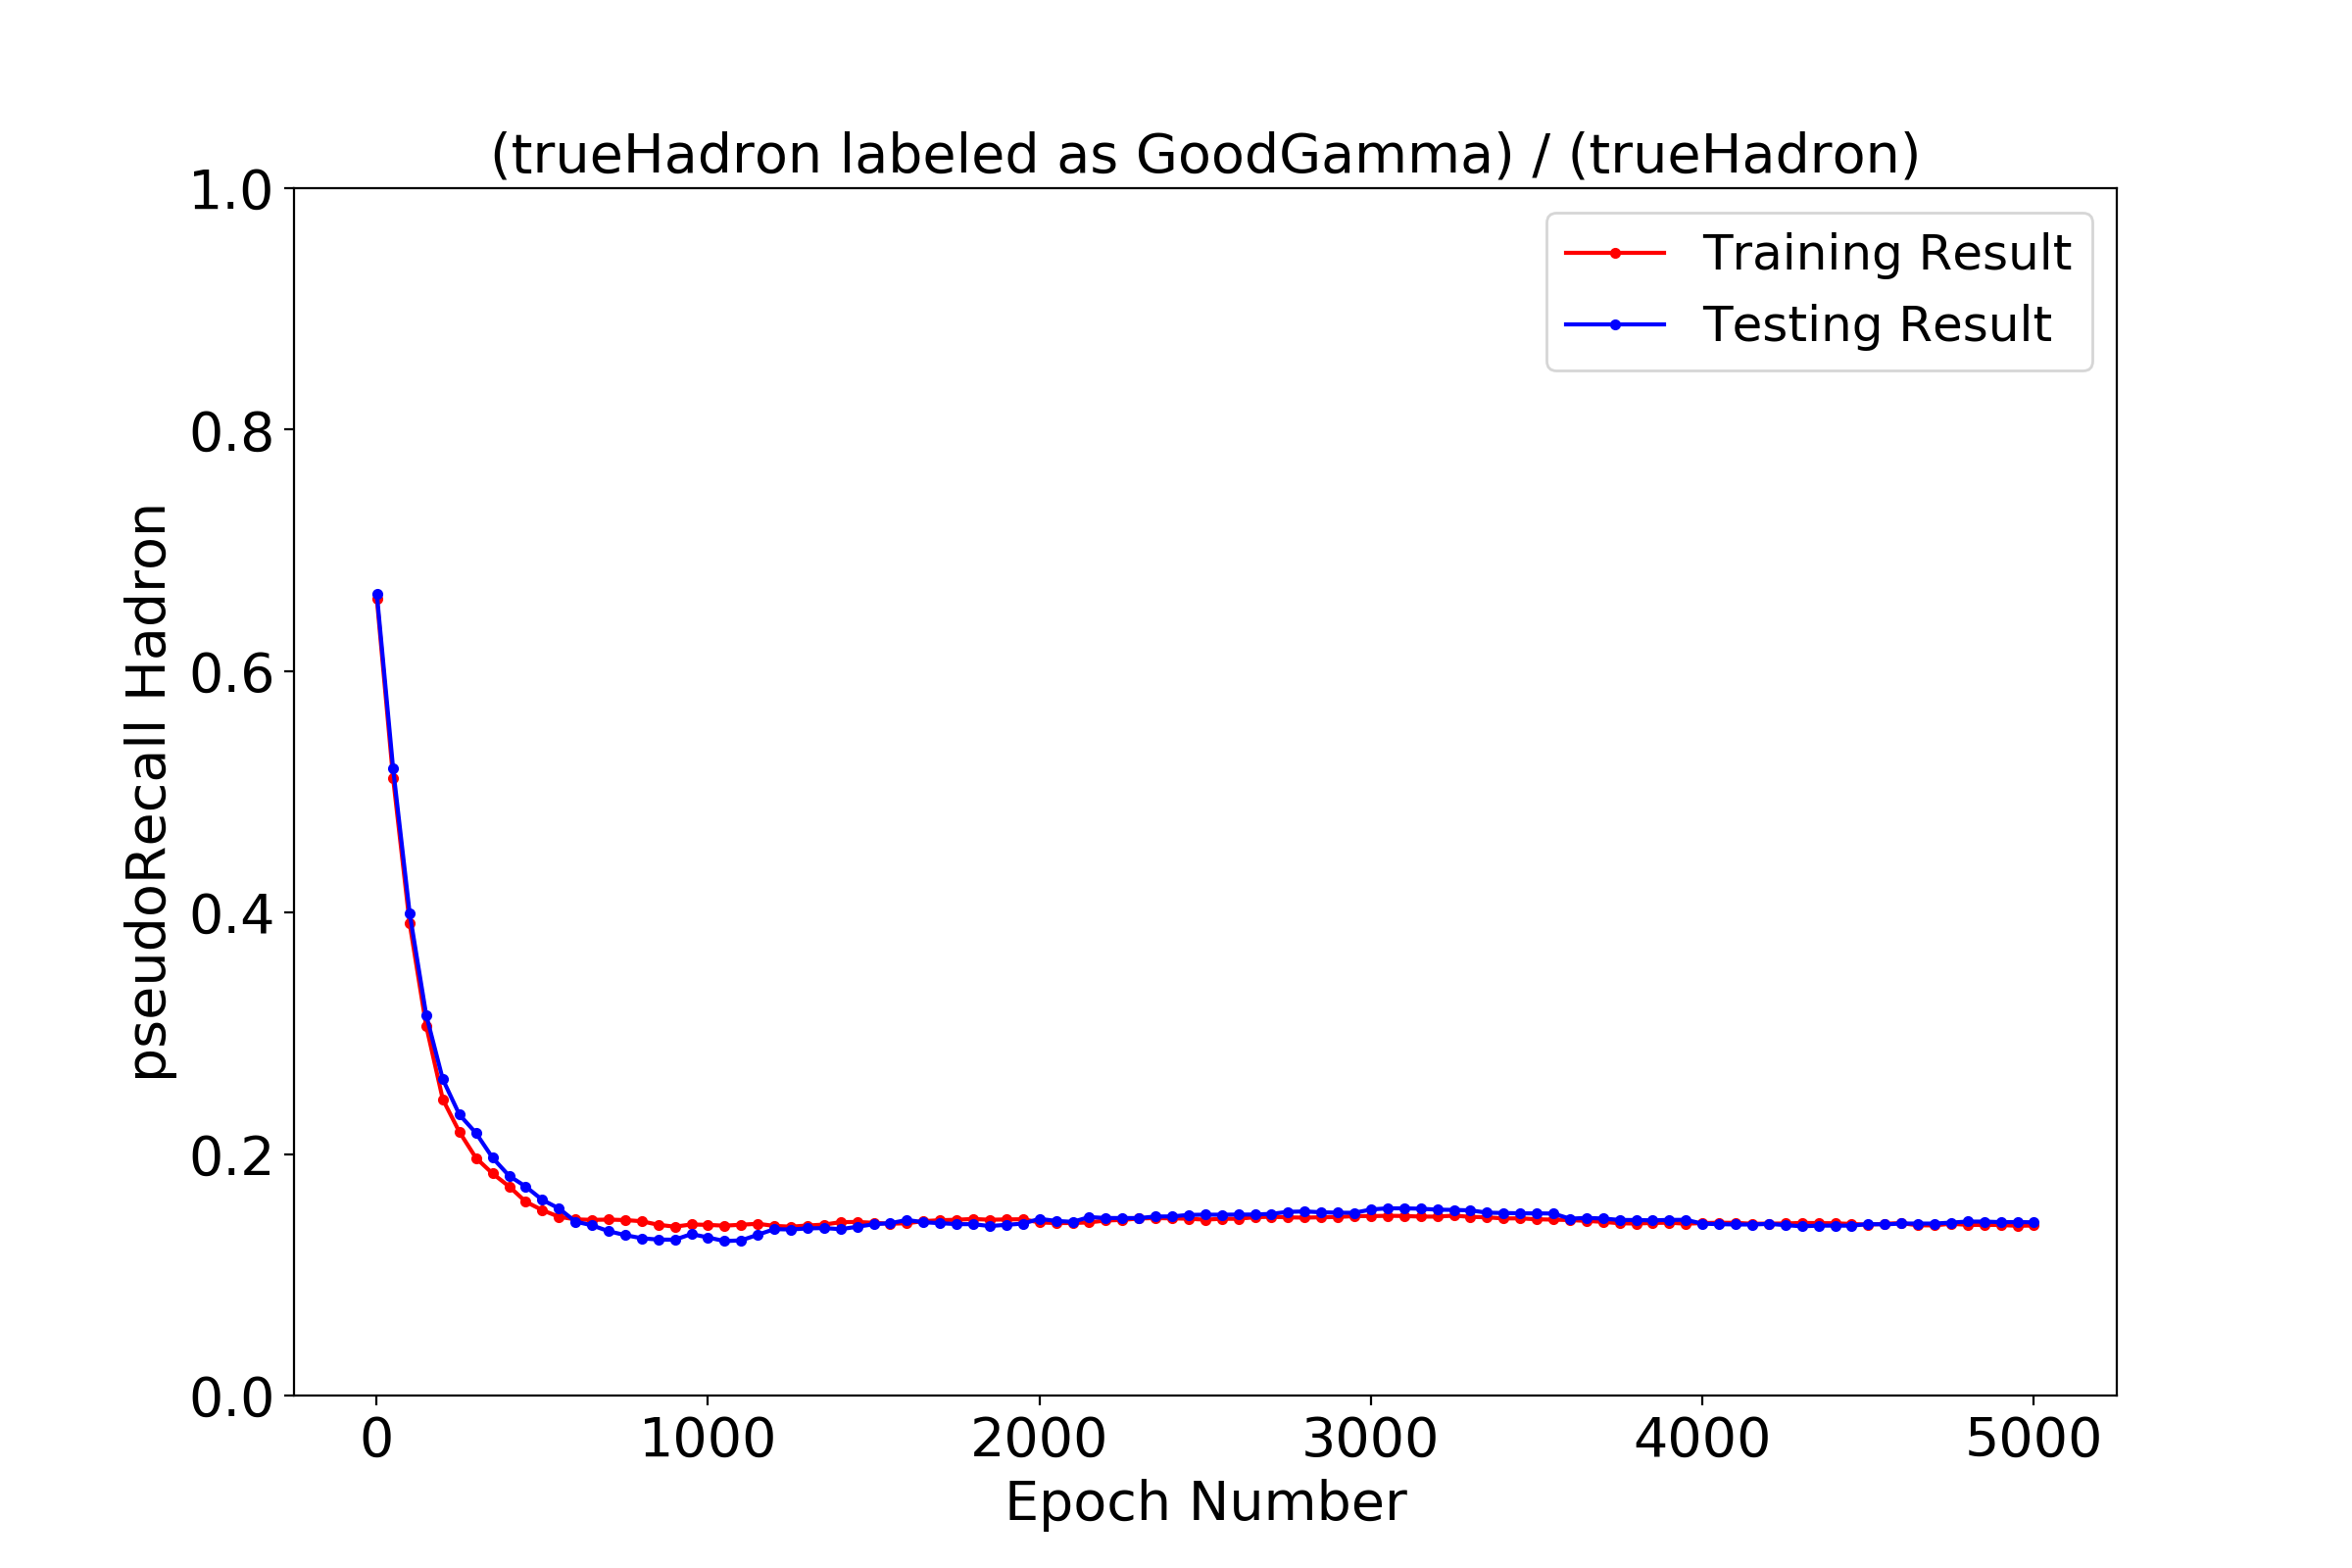 (trueHadron labeled as GoodGamma) / (trueHadron)
1.0
0.8
0.6
0.4
0.2
0.0
pseudoRecall Hadron
Training Result
Testing Result
0 1000 2000 3000 4000 5000
Epoch Number